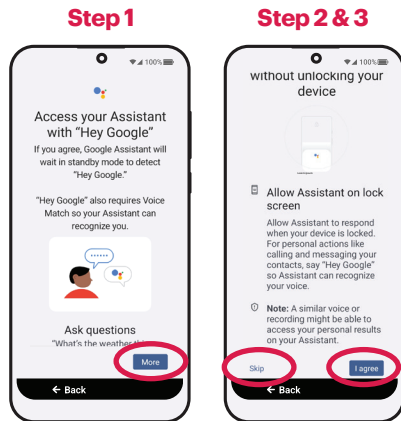 Step 1
100%
Access your Assistant
with “Hey Google”
If you agree, Google Assistant will
wait in standby mode to detect
“Hey Google.”
“Hey Google” also requires Voice
Match so your Assistant can
recognize you.
Ask questions
“What's the weather this
More
← Back
Step 2 & 3
100%
without unlocking your
device
Allow Assistant on lock
screen
Allow Assistant to respond
when your device is locked.
For personal actions like
calling and messaging your
contacts, say “Hey Google”
so Assistant can recognize
your voice.
Note: A similar voice or
recording might be able to
access your personal results
on your Assistant.
Skip
I agree
← Back